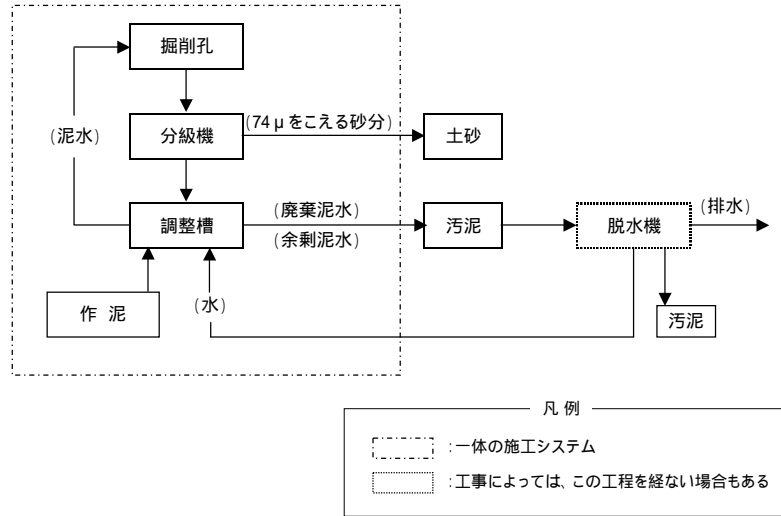 掘削孔
(泥水)
分級機
(74μをこえる砂分)
土砂
調整槽
(廃棄泥水)
(余剰泥水)
汚泥
脱水機
(排水)
作 泥
(水)
汚泥
凡 例
:一体の施工システム
:工事によっては、この工程を経ない場合もある